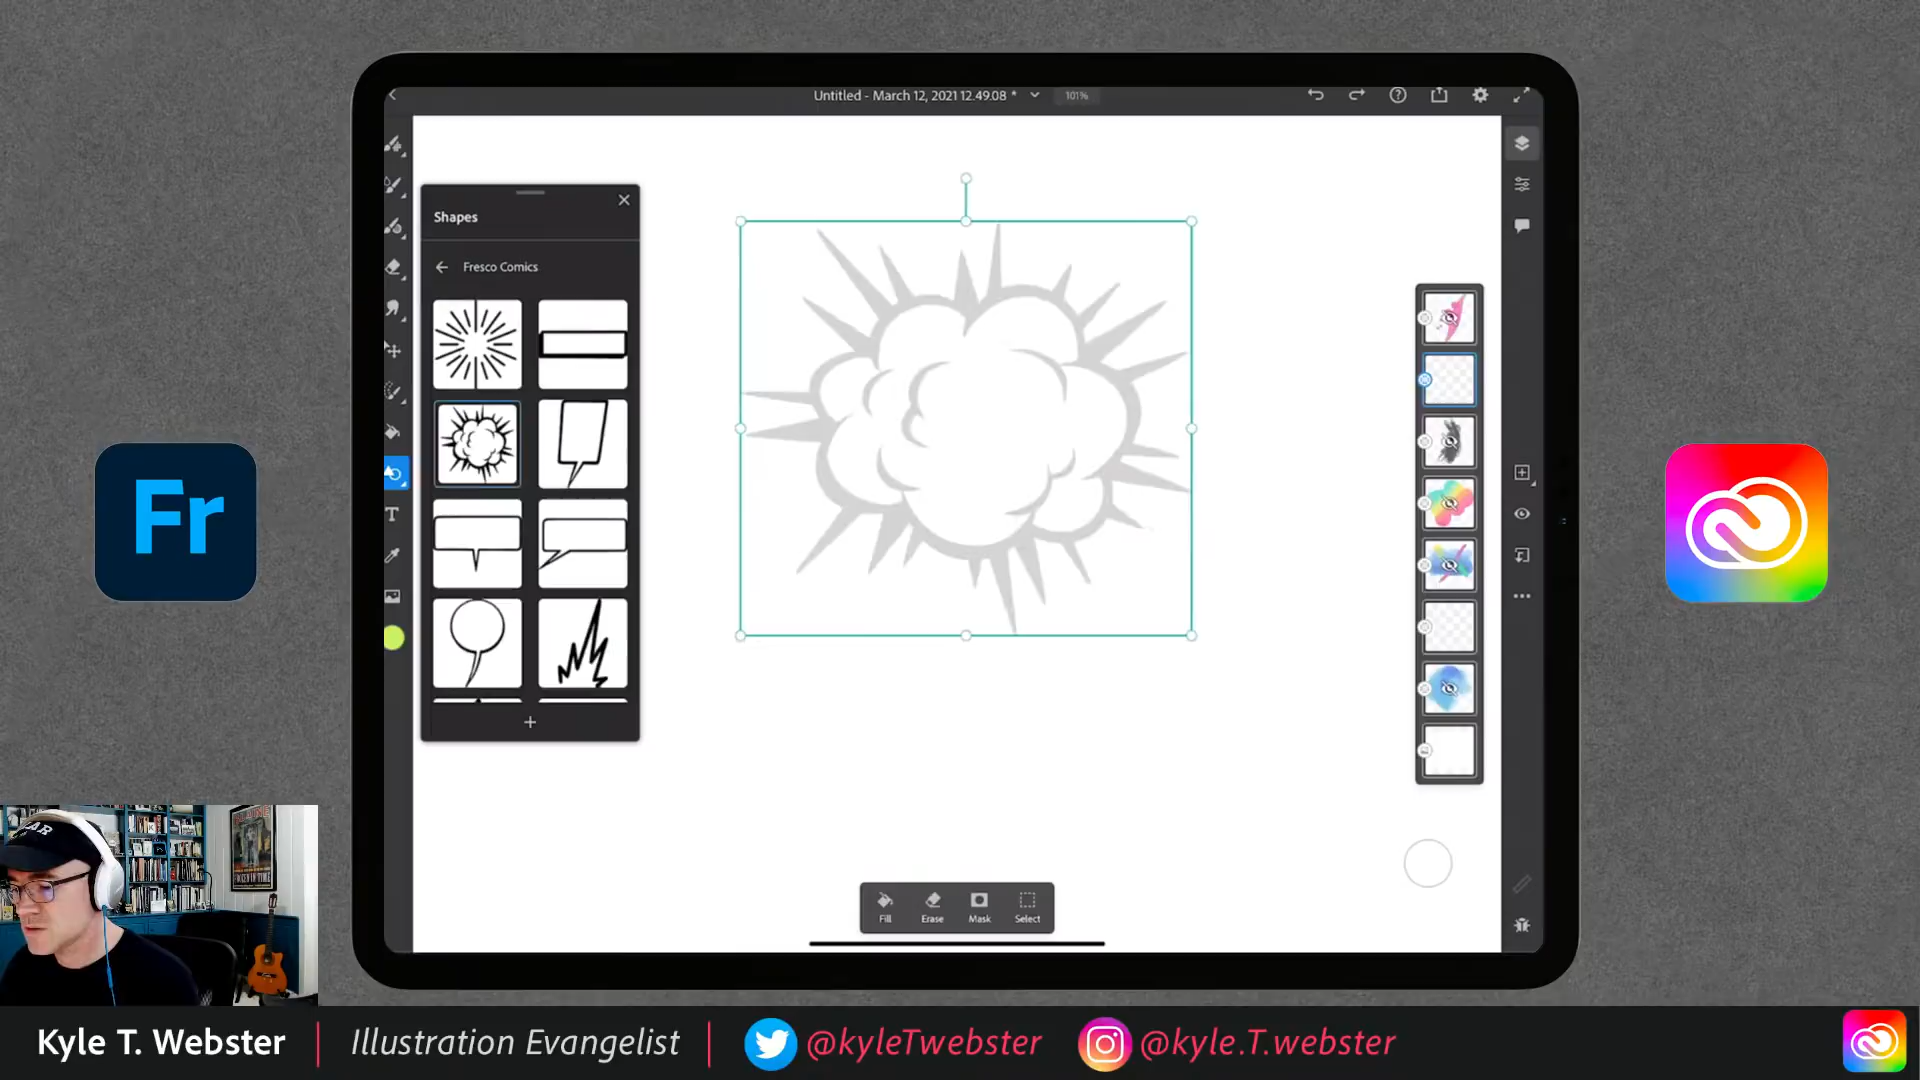 Untitled - March 12, 2021 12.49.08 *
101%
Shapes
Fresco Comics
T
Fr
Fill
Erase
Mask
Select
Kyle T. Webster
Illustration Evangelist
@kyleTwebster
@kyle.T.webster